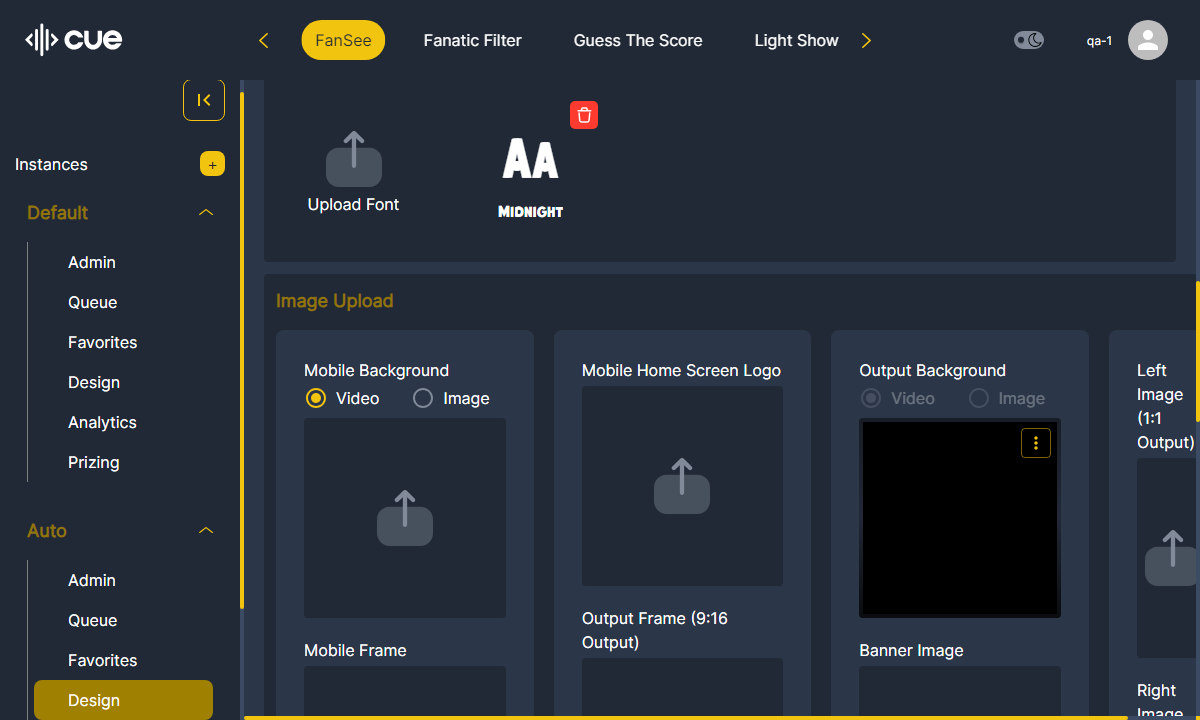 cue
FanSee
Fanatic Filter
Guess The Score
Light Show
qa-1
Instances
+
Default
Admin
Queue
Favorites
Design
Analytics
Prizing
Auto
Admin
Queue
Favorites
Design
Upload Font
AA
MIDNIGHT
Image Upload
Mobile Background
Video
Image
Mobile Frame
Mobile Home Screen Logo
Output Frame (9:16
Output)
Output Background
Video
Image
Banner Image
Left
Image
(1:1
Output)
Right
Image